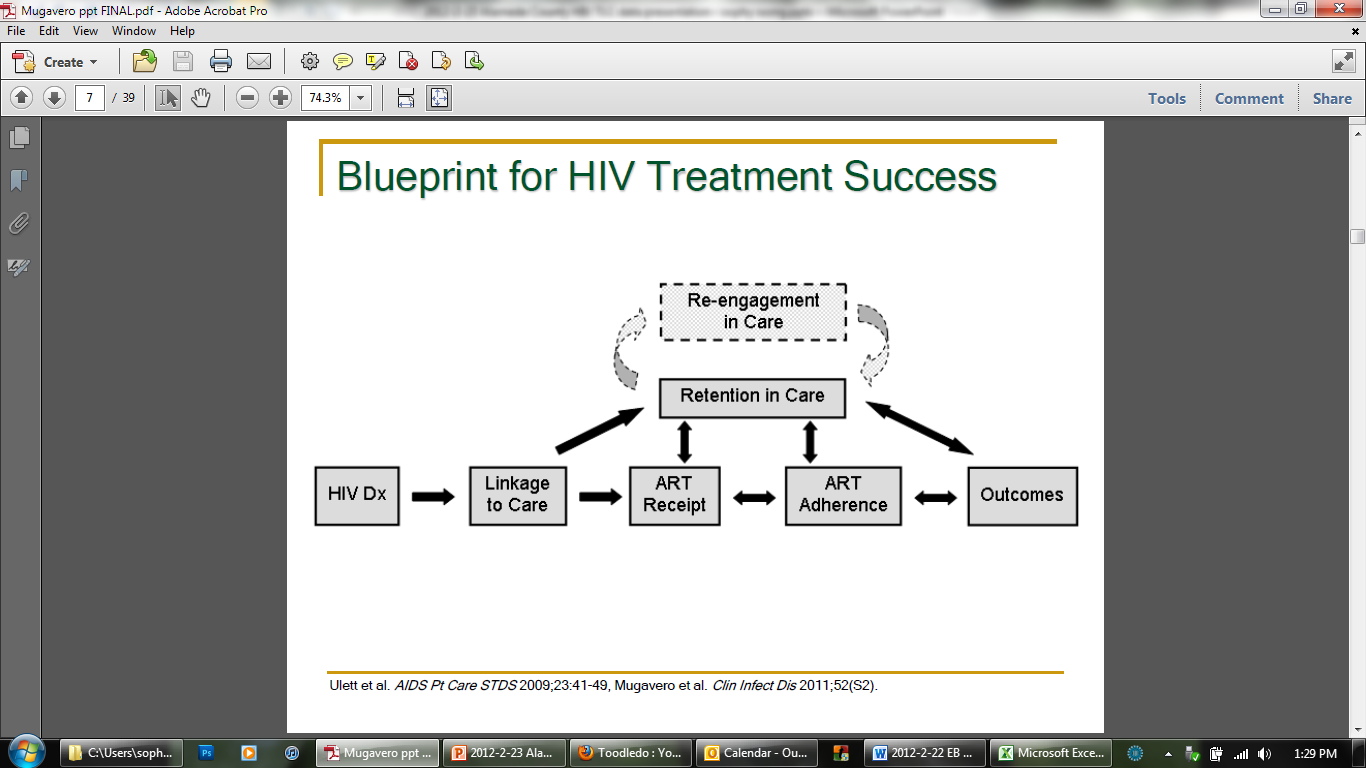 Mugavero ppt FINAL.pdf - Adobe Acrobat Pro
File Edit View Window Help
Create
7 / 39
74.3%
Tools Comment Share
Blueprint for HIV Treatment Success
Re-engagement
in Care
Retention in Care
HIV Dx
Linkage
to Care
ART
Receipt
ART
Adherence
Outcomes
Ulett et al. AIDS Pt Care STDS 2009;23:41-49, Mugavero et al. Clin Infect Dis 2011;52(S2).
C:\Users\soph... Mugavero ppt ... 2012-2-23 Ala... Toodledo : Yo... Calendar - Ou... 2012-2-22 EB ... Microsoft Exce... 1:29 PM